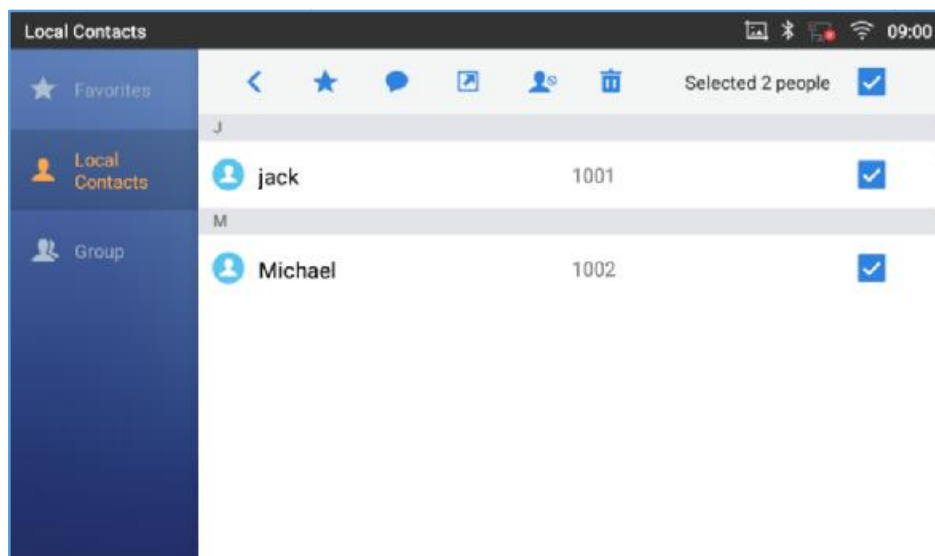 Local Contacts 09:00
Favorites
Selected 2 people
J
Local
Contacts
jack 1001
M
Group
Michael 1002